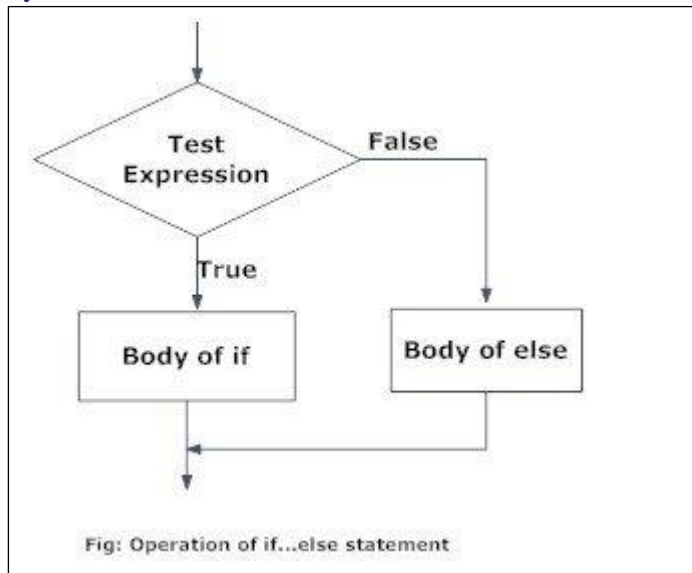 Test
Expression
False
True
Body of if
Body of else
Fig: Operation of if...else statement